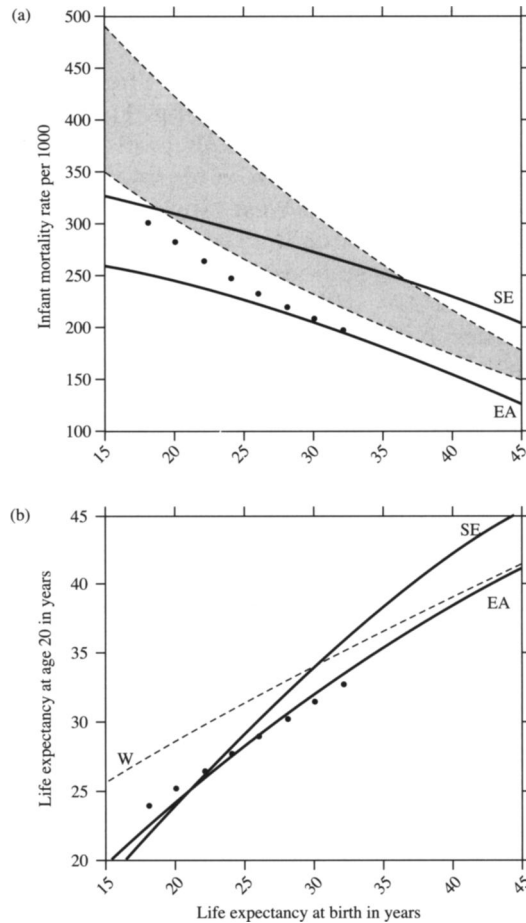 (a)
500
450
400
350
300
250
200
150
100
Infant mortality rate per 1000
SE
EA
15
20
25
30
35
40
45
(b)
45
40
35
30
25
20
Life expectancy at age 20 in years
SE
EA
W
15
20
25
30
35
40
45
Life expectancy at birth in years